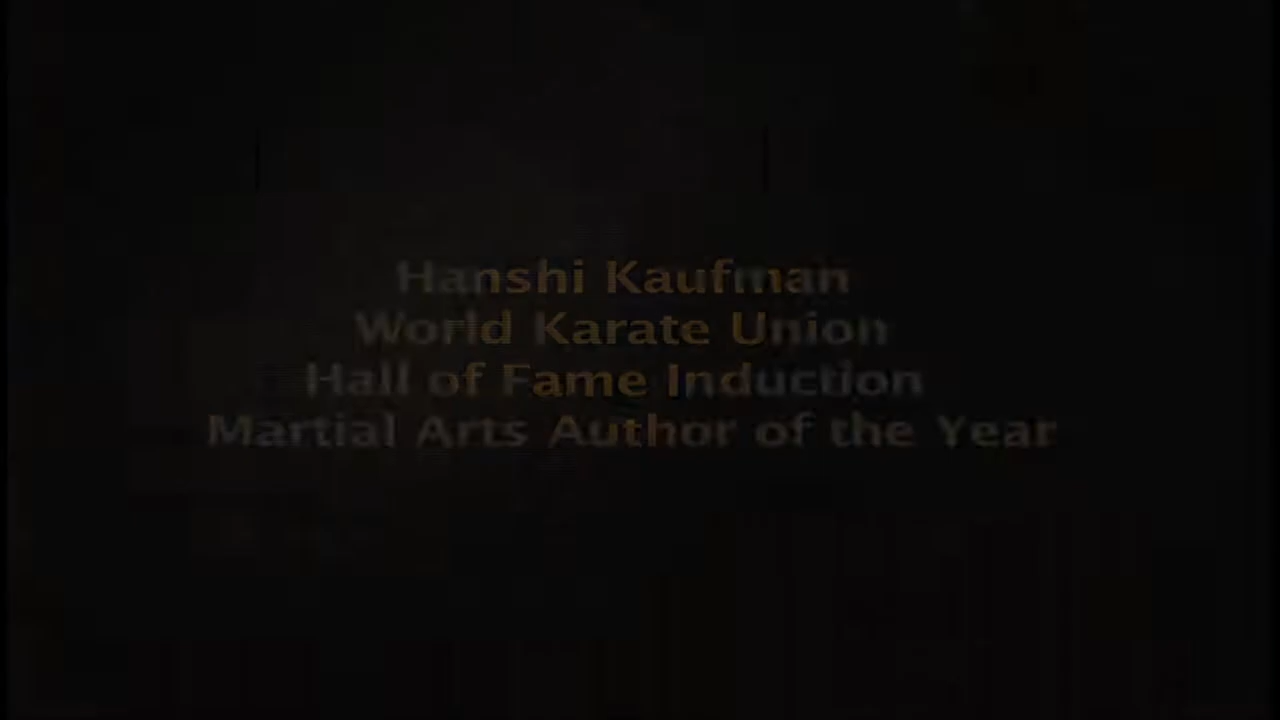 Hanshi Kaufman
World Karate Union
Hall of Fame Induction
Martial Arts Author of the Year